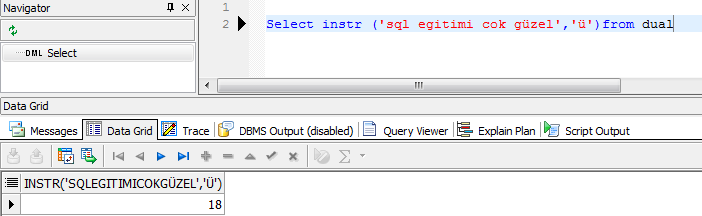 Navigator
DML Select
1
2 Select instr ('sql egitimi cok güzel','ü')from dual
Data Grid
Messages Data Grid Trace DBMS Output (disabled) Query Viewer Explain Plan Script Output
INSTR('SQLEGITIMICOKGÜZEL','Ü')
18